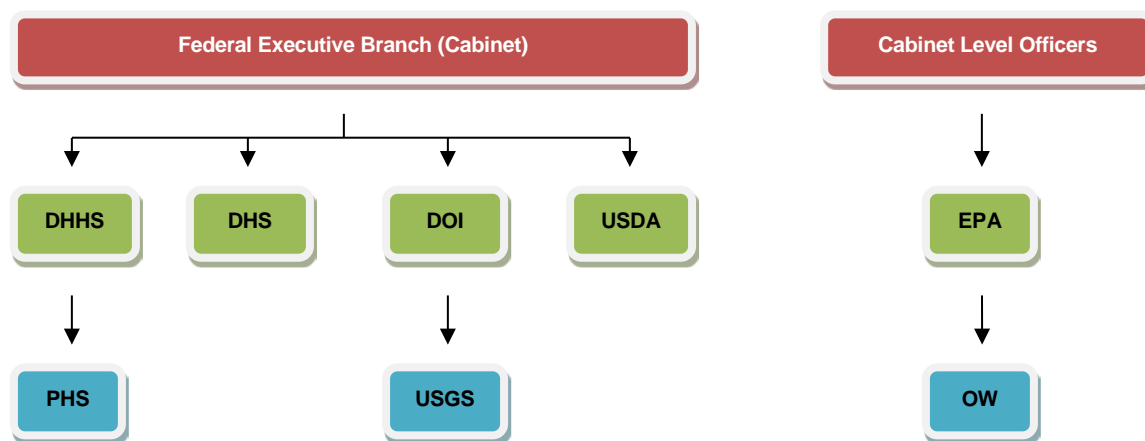 Federal Executive Branch (Cabinet)
Cabinet Level Officers
DHHS
DHS
DOI
USDA
EPA
PHS
USGS
OW